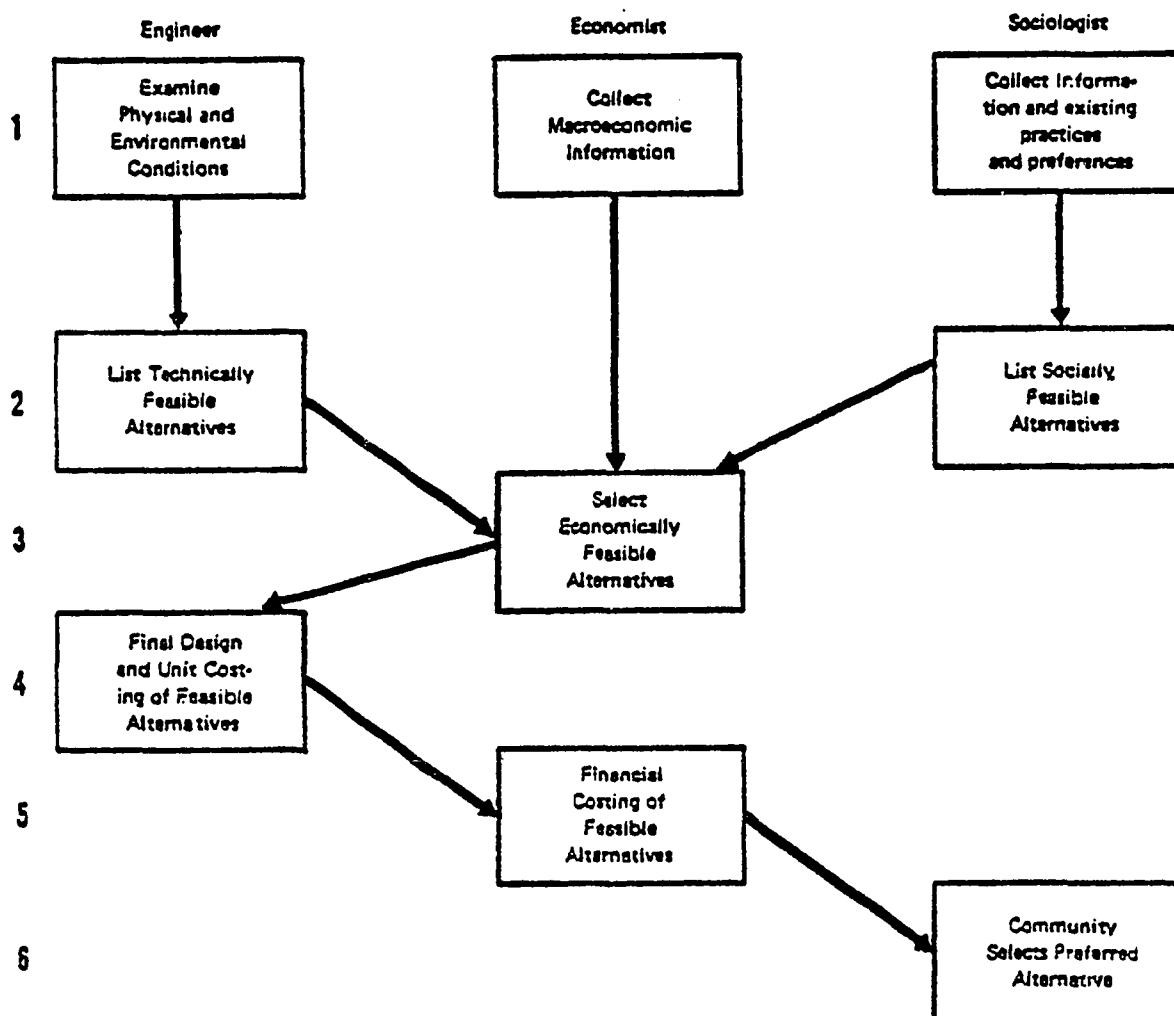 Engineer
Economist
Sociologist
1
Examine
Physical and
Environmental
Conditions
Collect
Macroeconomic
Information
Collect Informa-
tion and existing
practices
and preferences
2
List Technically
Feasible
Alternatives
List Socially
Feasible
Alternatives
3
Select
Economically
Feasible
Alternatives
4
Final Design
and Unit Cost-
ing of Feasible
Alternatives
5
Financial
Costing of
Feasible
Alternatives
6
Community
Selects Preferred
Alternative